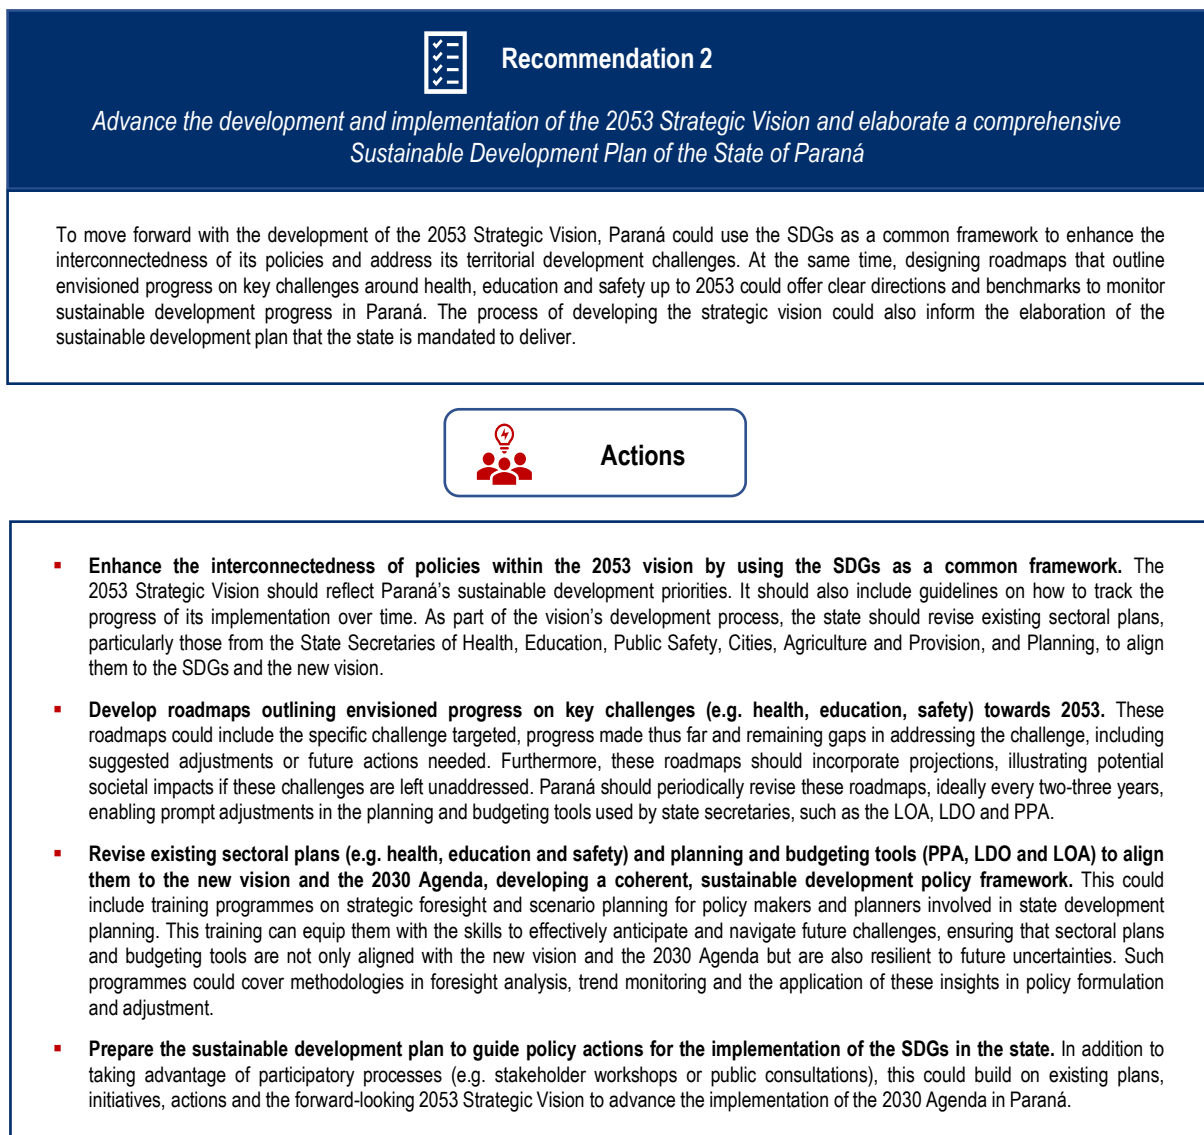 Recommendation 2
Advance the development and implementation of the 2053 Strategic Vision and elaborate a comprehensive
Sustainable Development Plan of the State of Paraná
To move forward with the development of the 2053 Strategic Vision, Paraná could use the SDGs as a common framework to enhance the
interconnectedness of its policies and address its territorial development challenges. At the same time, designing roadmaps that outline
envisioned progress on key challenges around health, education and safety up to 2053 could offer clear directions and benchmarks to monitor
sustainable development progress in Paraná. The process of developing the strategic vision could also inform the elaboration of the
sustainable development plan that the state is mandated to deliver.
Actions
▪ Enhance the interconnectedness of policies within the 2053 vision by using the SDGs as a common framework. The
2053 Strategic Vision should reflect Paraná's sustainable development priorities. It should also include guidelines on how to track the
progress of its implementation over time. As part of the vision's development process, the state should revise existing sectoral plans,
particularly those from the State Secretaries of Health, Education, Public Safety, Cities, Agriculture and Provision, and Planning, to align
them to the SDGs and the new vision.
▪ Develop roadmaps outlining envisioned progress on key challenges (e.g. health, education, safety) towards 2053. These
roadmaps could include the specific challenge targeted, progress made thus far and remaining gaps in addressing the challenge, including
suggested adjustments or future actions needed. Furthermore, these roadmaps should incorporate projections, illustrating potential
societal impacts if these challenges are left unaddressed. Paraná should periodically revise these roadmaps, ideally every two-three years,
enabling prompt adjustments in the planning and budgeting tools used by state secretaries, such as the LOA, LDO and PPA.
▪ Revise existing sectoral plans (e.g. health, education and safety) and planning and budgeting tools (PPA, LDO and LOA) to align
them to the new vision and the 2030 Agenda, developing a coherent, sustainable development policy framework. This could
include training programmes on strategic foresight and scenario planning for policy makers and planners involved in state development
planning. This training can equip them with the skills to effectively anticipate and navigate future challenges, ensuring that sectoral plans
and budgeting tools are not only aligned with the new vision and the 2030 Agenda but are also resilient to future uncertainties. Such
programmes could cover methodologies in foresight analysis, trend monitoring and the application of these insights in policy formulation
and adjustment.
▪ Prepare the sustainable development plan to guide policy actions for the implementation of the SDGs in the state. In addition to
taking advantage of participatory processes (e.g. stakeholder workshops or public consultations), this could build on existing plans,
initiatives, actions and the forward-looking 2053 Strategic Vision to advance the implementation of the 2030 Agenda in Paraná.